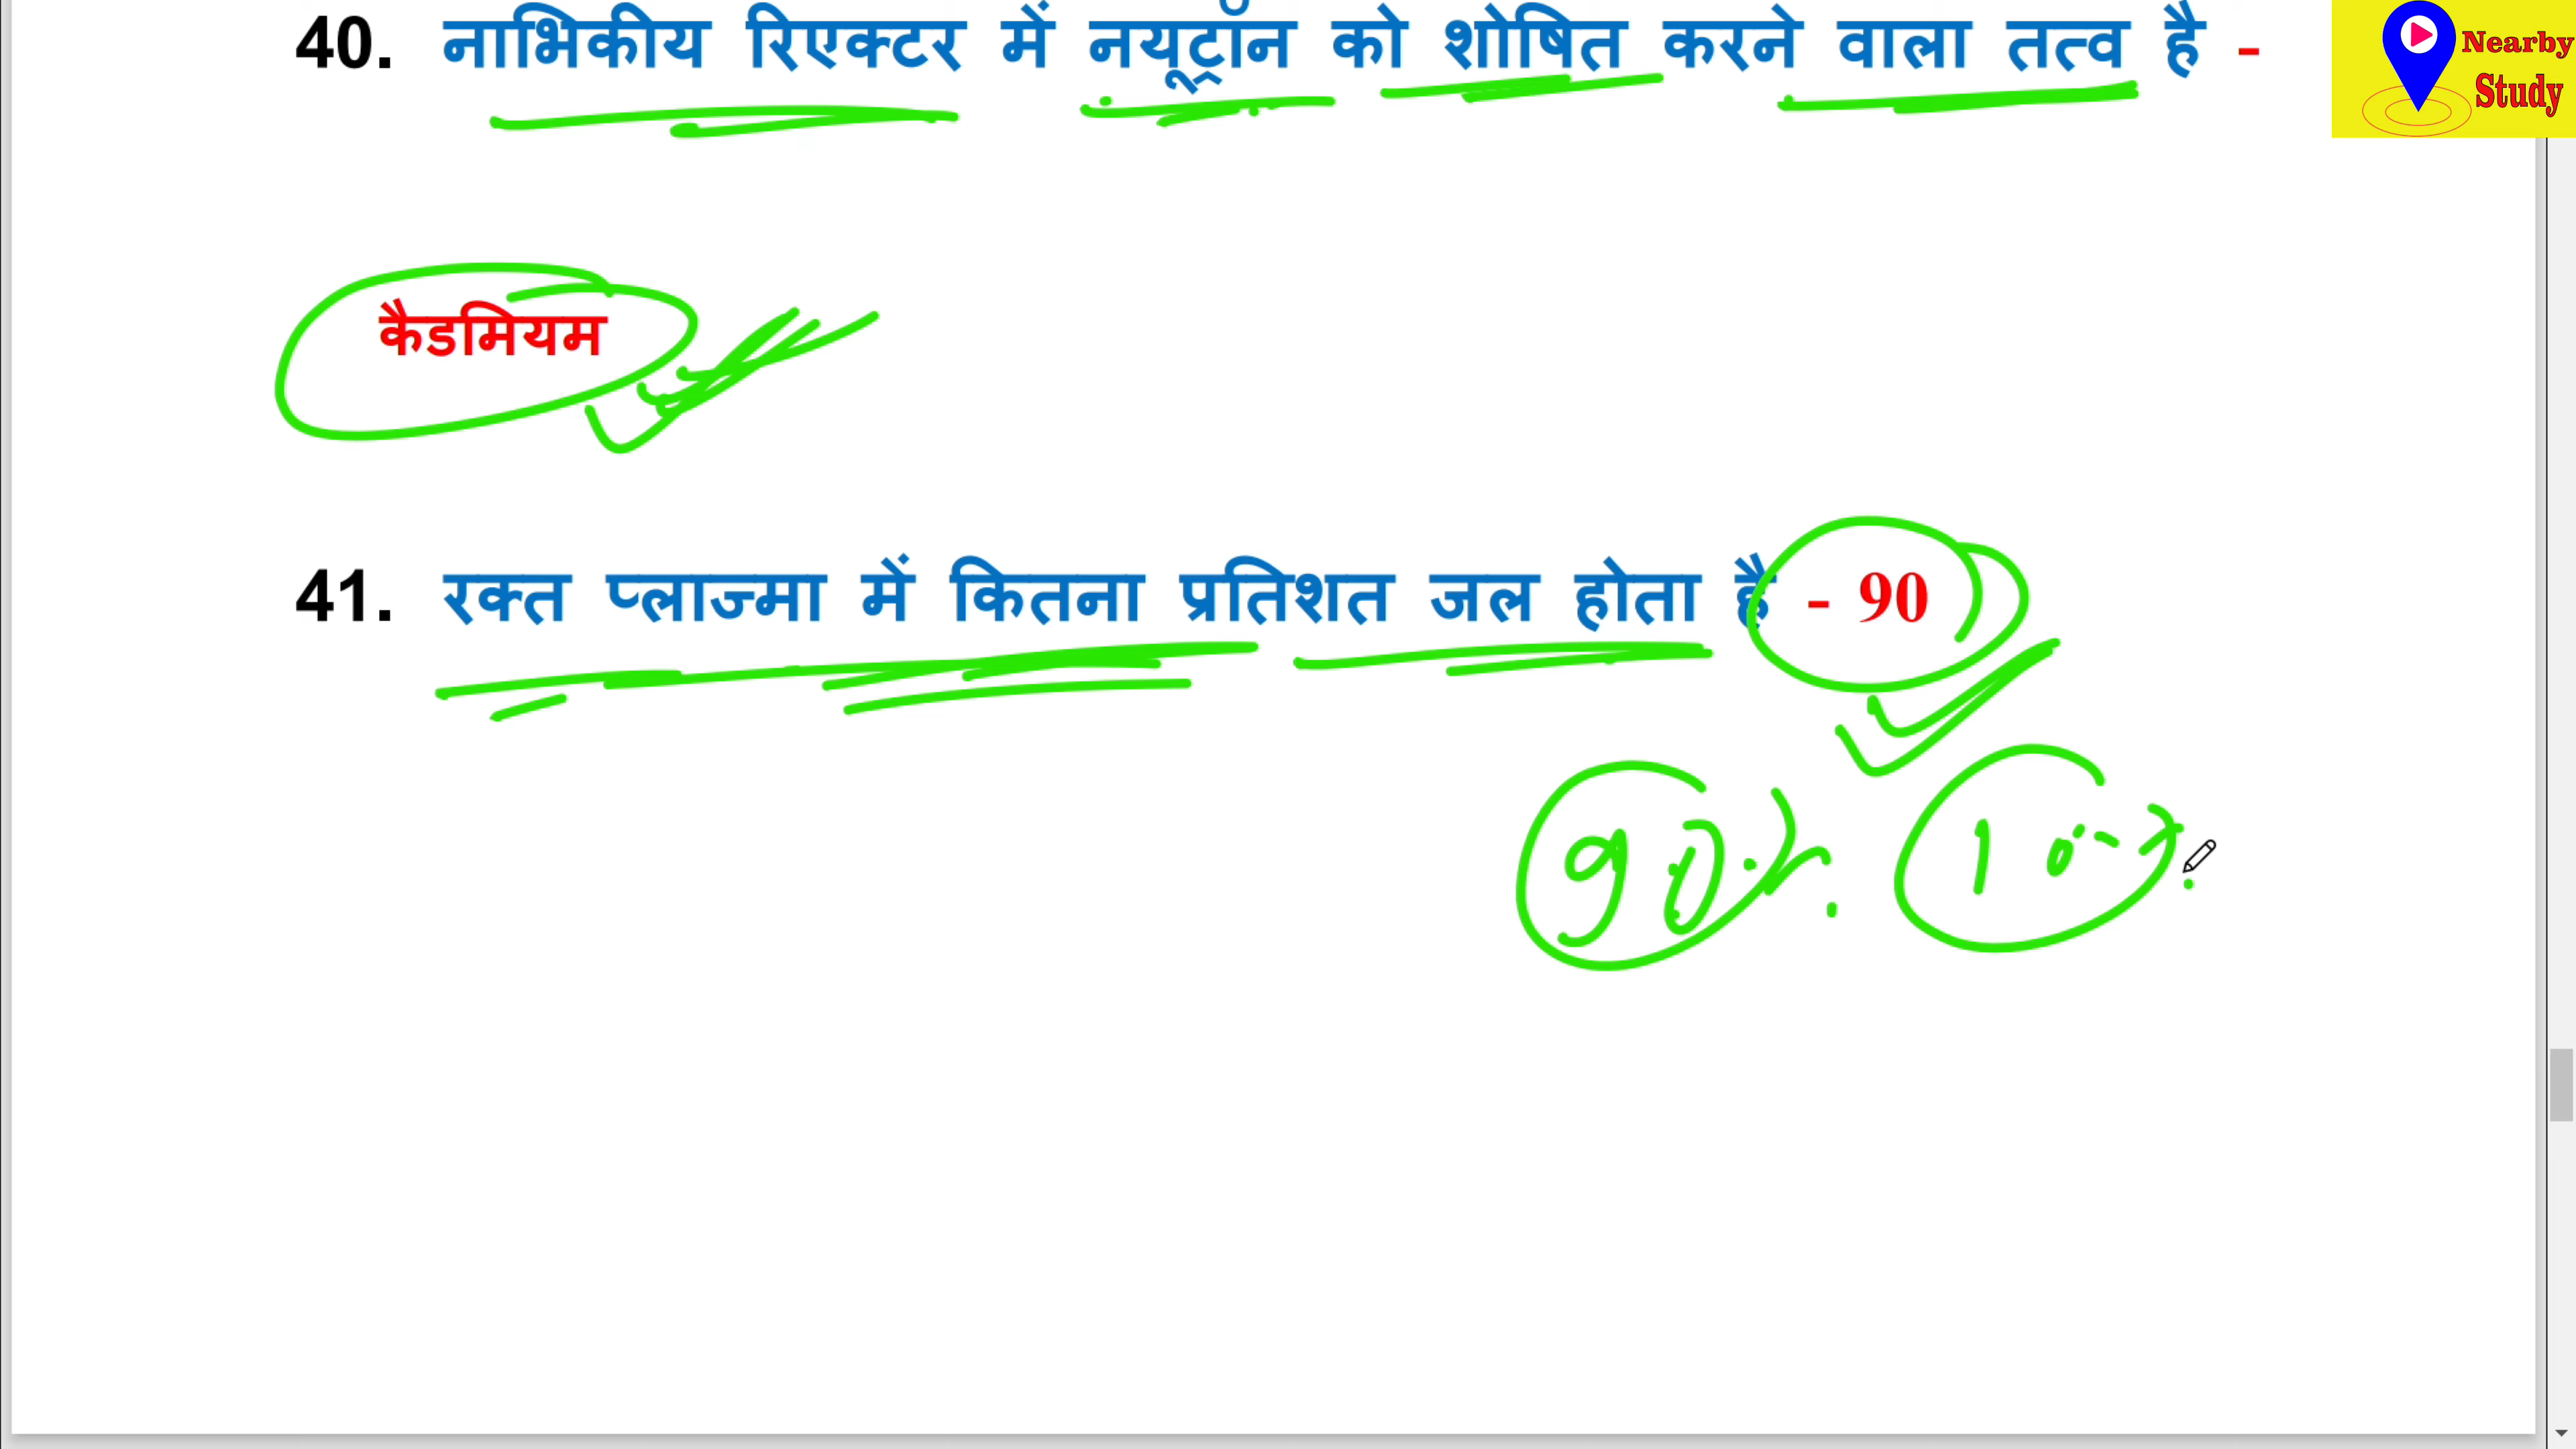 40. नाभिकीय रिएक्टर में नयूट्रॉन को शोषित करने वाला तत्व है -
Nearby
Study
कैडमियम
41. रक्त प्लाज्मा में कितना प्रतिशत जल होता है - 90
90%. 10%